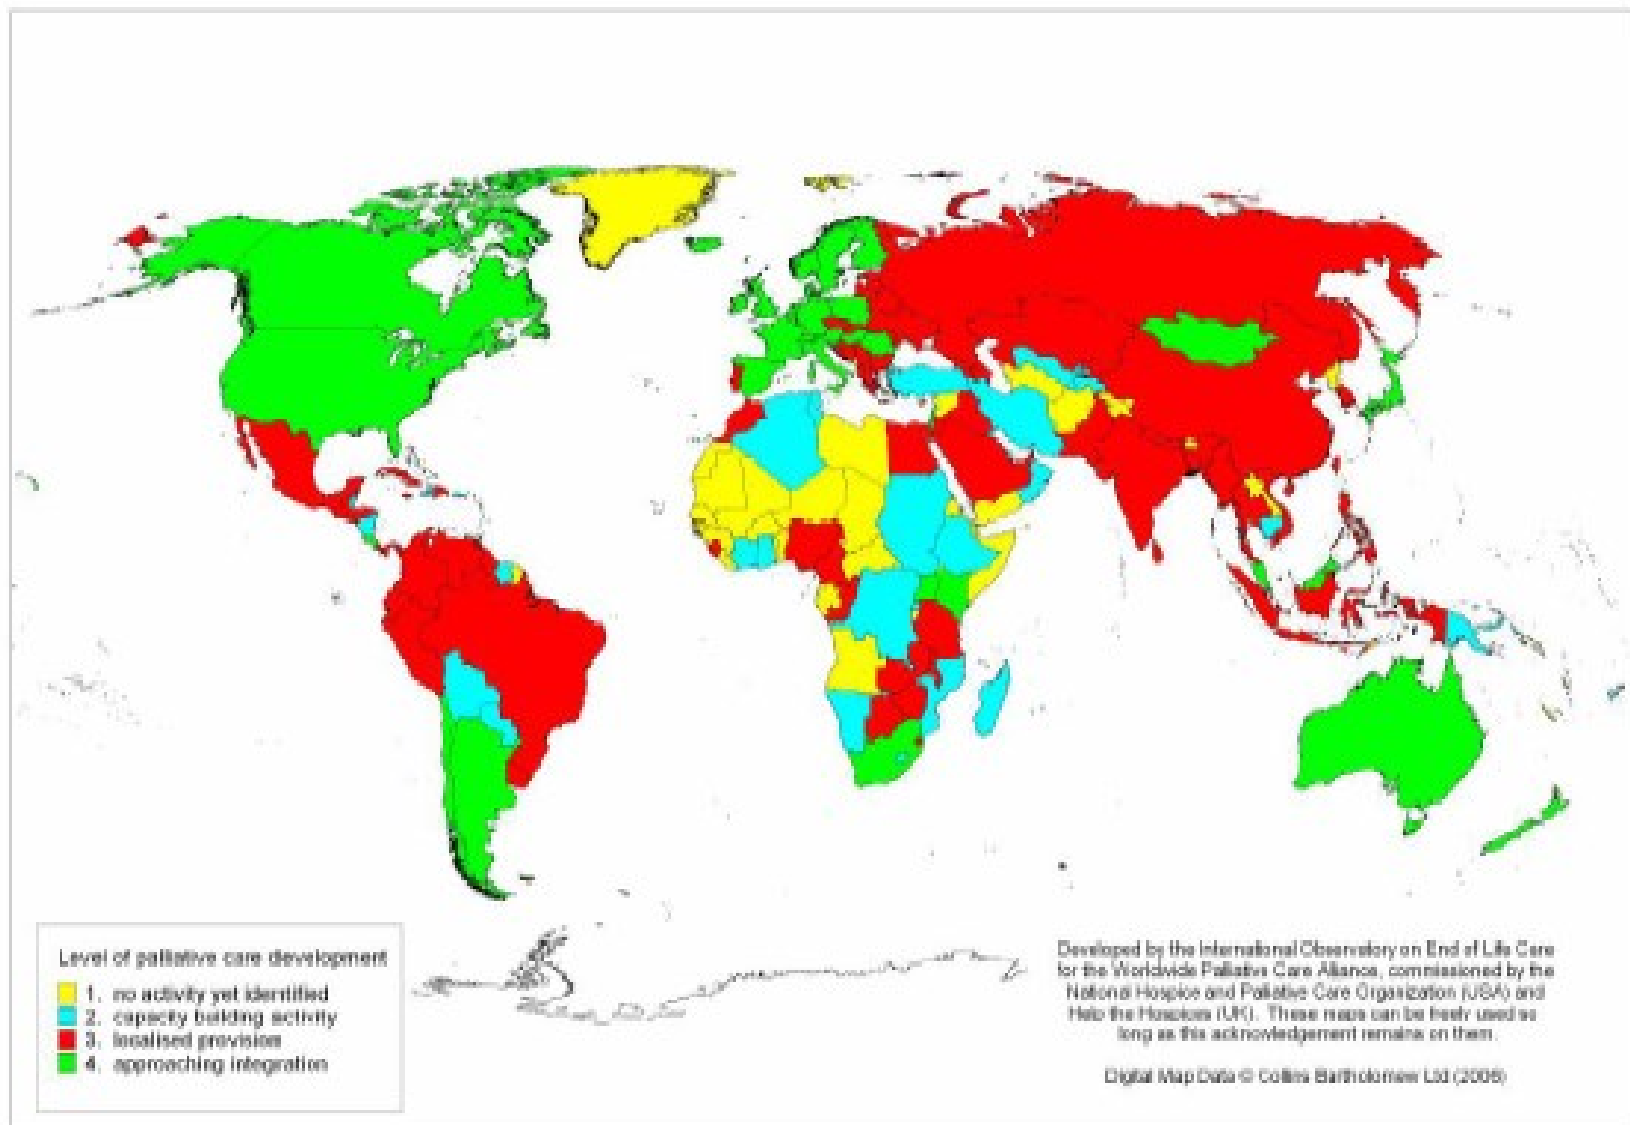 Level of palliative care development
1. no activity yet identified
2. capacity building activity
3. localised provision
4. approaching integration
Developed by the International Observatory on End of Life Care
for the Worldwide Palliative Care Alliance, commissioned by the
National Hospice and Palliative Care Organization (USA) and
Help the Hospices (UK). These maps can be freely used so
long as this acknowledgement remains on them.
Digital Map Data © Collins Bartholomew Ltd (2006)